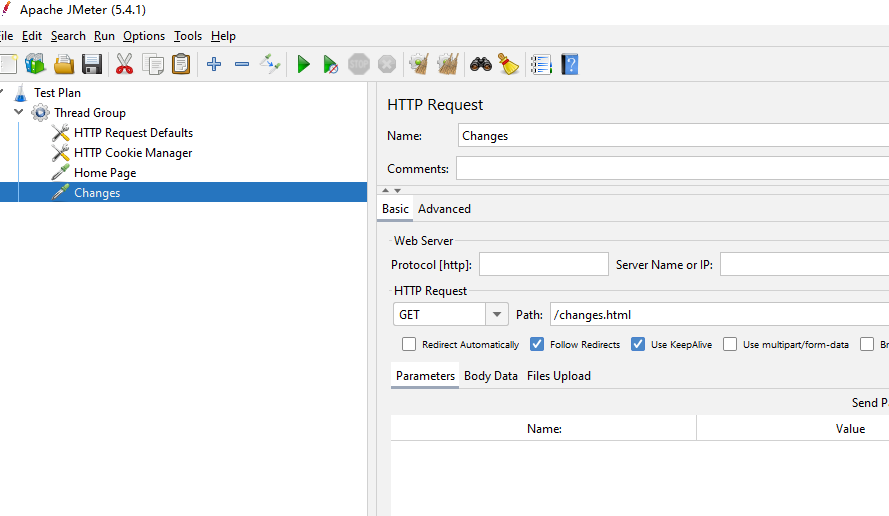 Apache JMeter (5.4.1)
ile Edit Search Run Options Tools Help
STOP
Test Plan
Thread Group
HTTP Request Defaults
HTTP Cookie Manager
Home Page
Changes
HTTP Request
Name: Changes
Comments:
Basic Advanced
Web Server
Protocol [http]: Server Name or IP:
HTTP Request
GET Path: /changes.html
Redirect Automatically Follow Redirects Use KeepAlive Use multipart/form-data Br
Parameters Body Data Files Upload
Send P
Name: Value